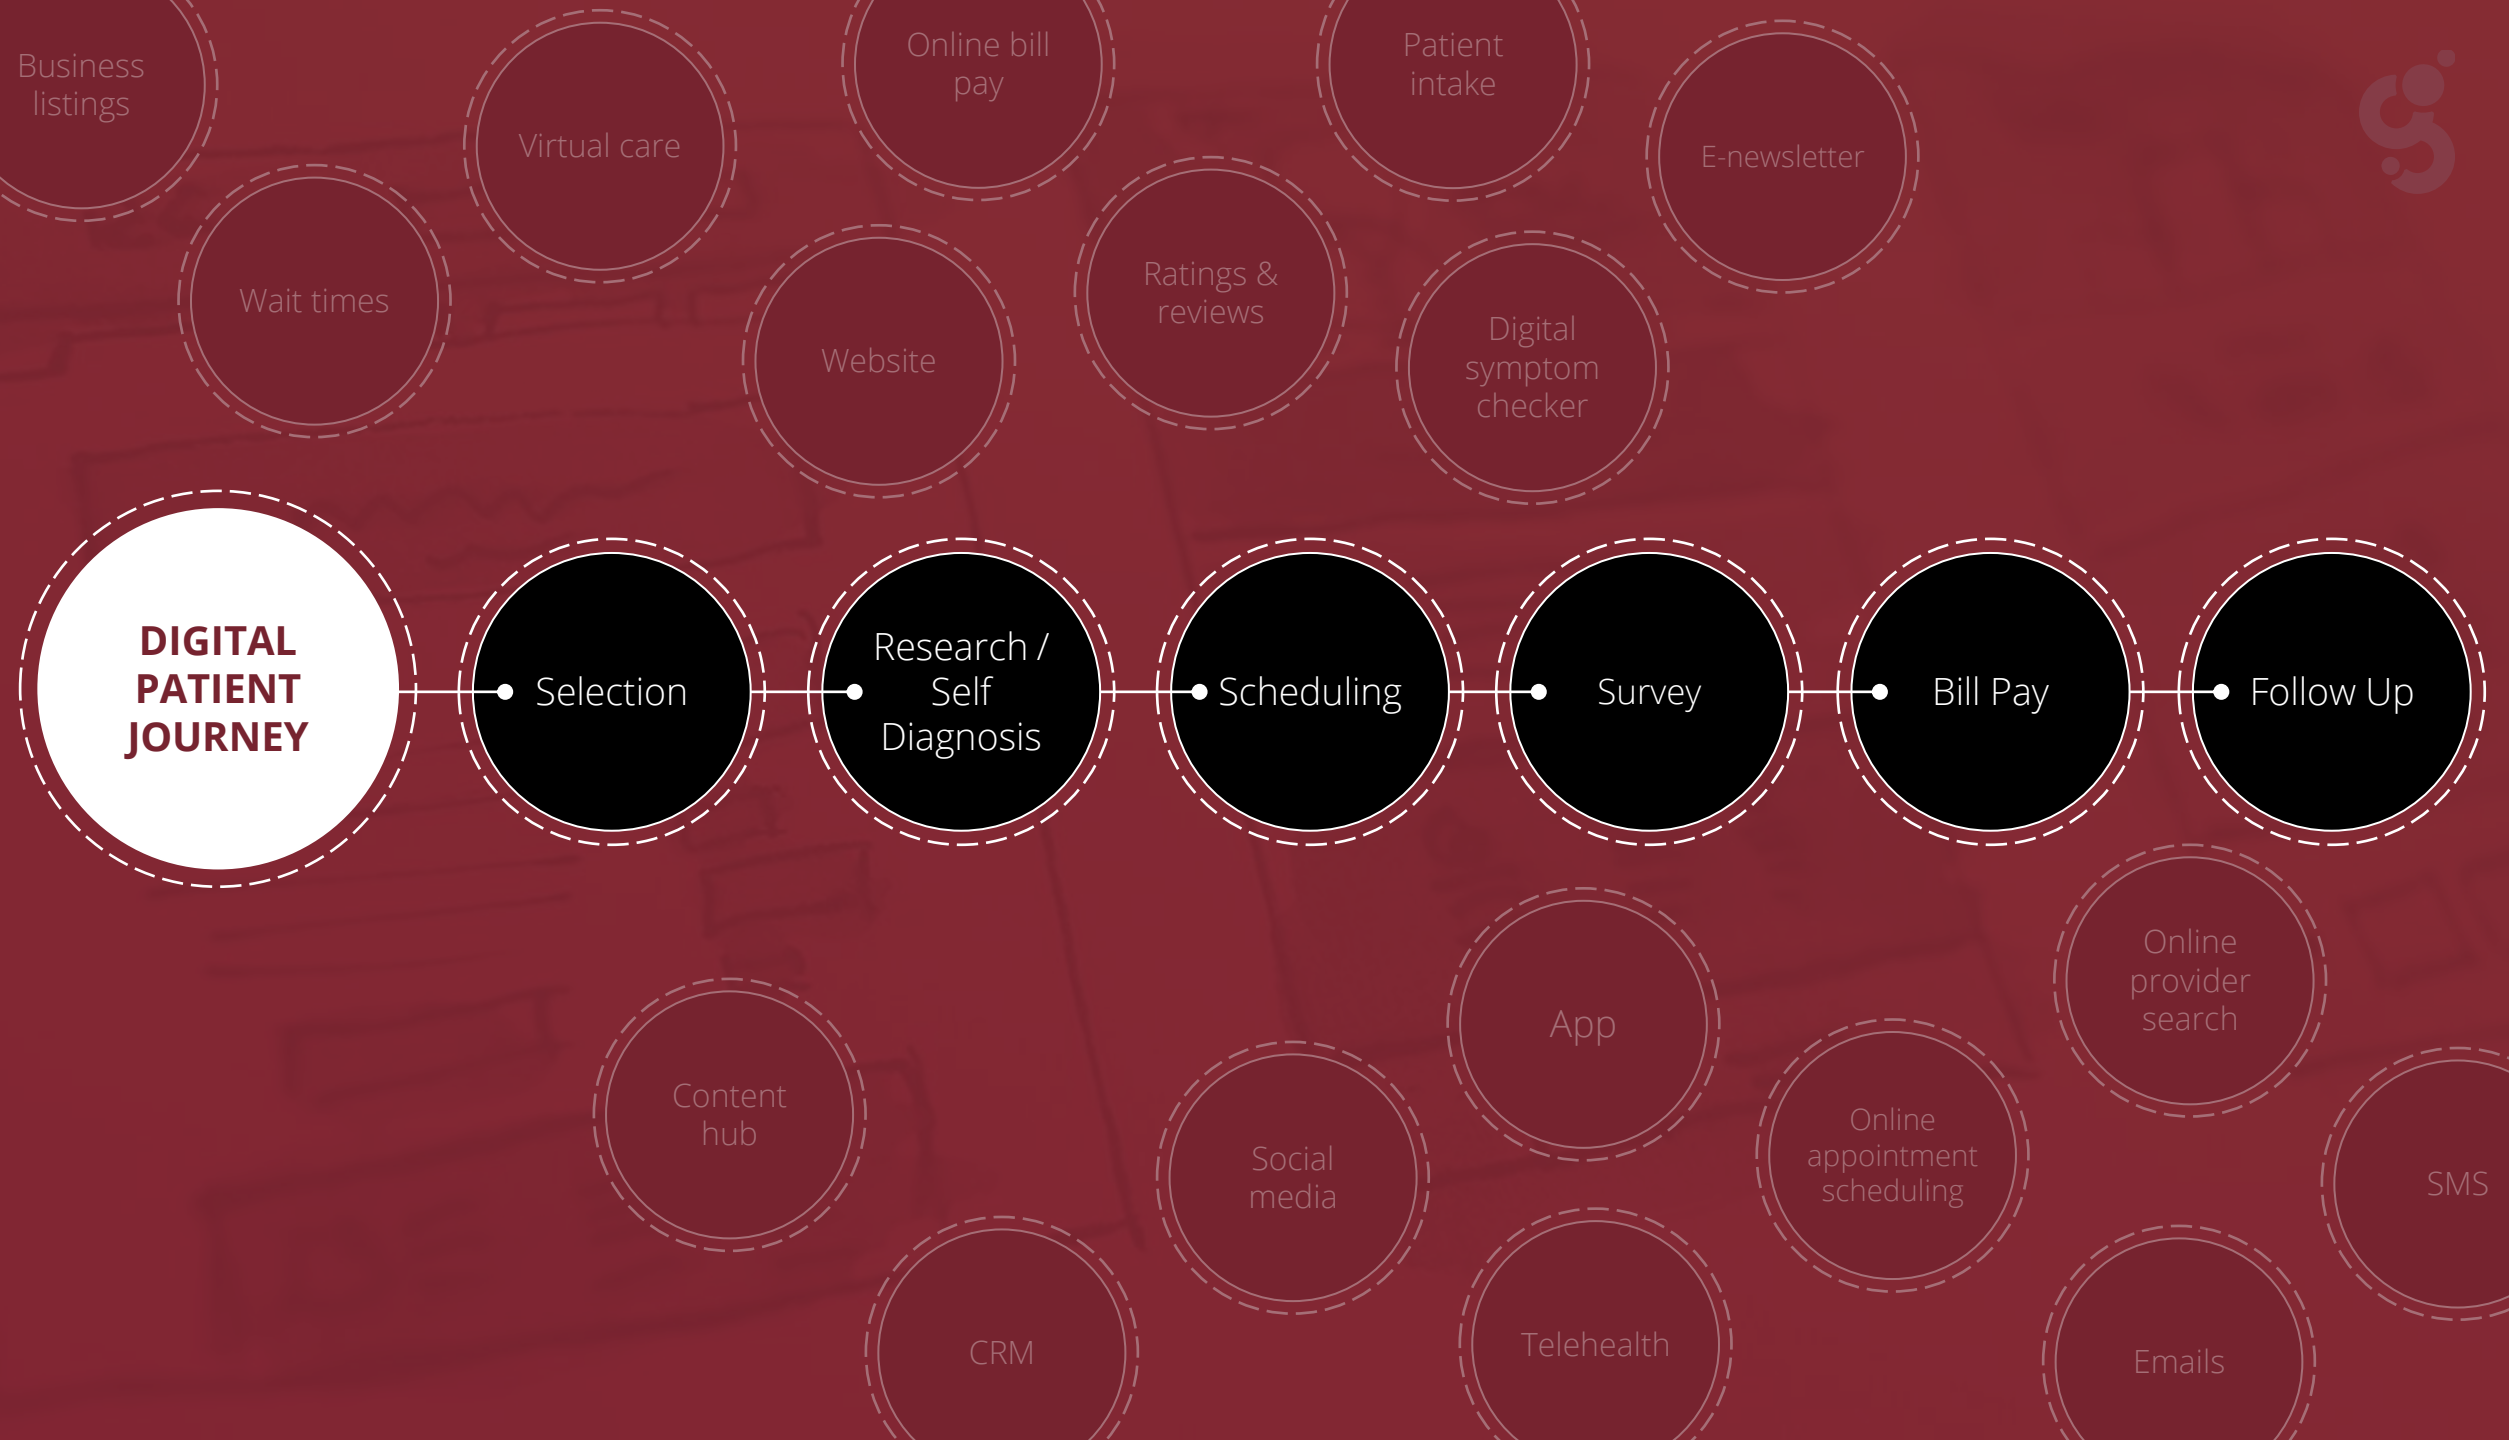 Business
listings
Virtual care
Online bill
pay
Patient
intake
E-newsletter
Wait times
Website
Ratings &
reviews
Digital
symptom
checker
DIGITAL
PATIENT
JOURNEY
Selection
Research /
Self
Diagnosis
Scheduling
Survey
Bill Pay
Follow Up
Content
hub
CRM
Social
media
App
Telehealth
Online
appointment
scheduling
Online
provider
search
SMS
Emails